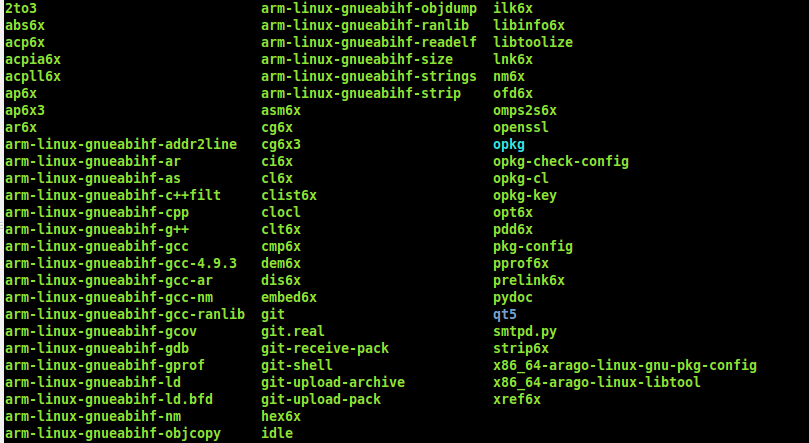 2to3 arm-linux-gnueabihf-objdump ilk6x
abs6x arm-linux-gnueabihf-ranlib libinfo6x
acp6x arm-linux-gnueabihf-readelf libtoolize
acpia6x arm-linux-gnueabihf-size lnk6x
acpll6x arm-linux-gnueabihf-strings nm6x
ap6x arm-linux-gnueabihf-strip ofd6x
ap6x3 asm6x omps2s6x
ar6x cg6x openssl
arm-linux-gnueabihf-addr2line cg6x3 opkg
arm-linux-gnueabihf-ar ci6x opkg-check-config
arm-linux-gnueabihf-as cl6x opkg-cl
arm-linux-gnueabihf-c++filt clist6x opkg-key
arm-linux-gnueabihf-cpp clocl opt6x
arm-linux-gnueabihf-g++ clt6x pdd6x
arm-linux-gnueabihf-gcc cmp6x pkg-config
arm-linux-gnueabihf-gcc-4.9.3 dem6x pprof6x
arm-linux-gnueabihf-gcc-ar dis6x prelink6x
arm-linux-gnueabihf-gcc-nm embed6x pydoc
arm-linux-gnueabihf-gcc-ranlib git qt5
arm-linux-gnueabihf-gcov git.real smtpd.py
arm-linux-gnueabihf-gdb git-receive-pack strip6x
arm-linux-gnueabihf-gprof git-shell x86_64-arago-linux-gnu-pkg-config
arm-linux-gnueabihf-ld git-upload-archive x86_64-arago-linux-libtool
arm-linux-gnueabihf-ld.bfd git-upload-pack xref6x
arm-linux-gnueabihf-nm hex6x
arm-linux-gnueabihf-objcopy idle